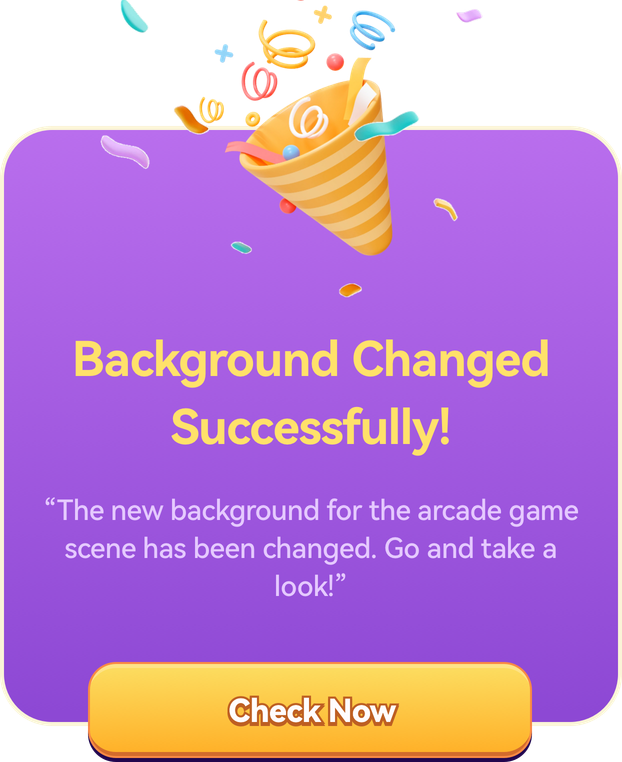 Background Changed
Successfully!
“The new background for the arcade game
scene has been changed. Go and take a
look!”
Check Now